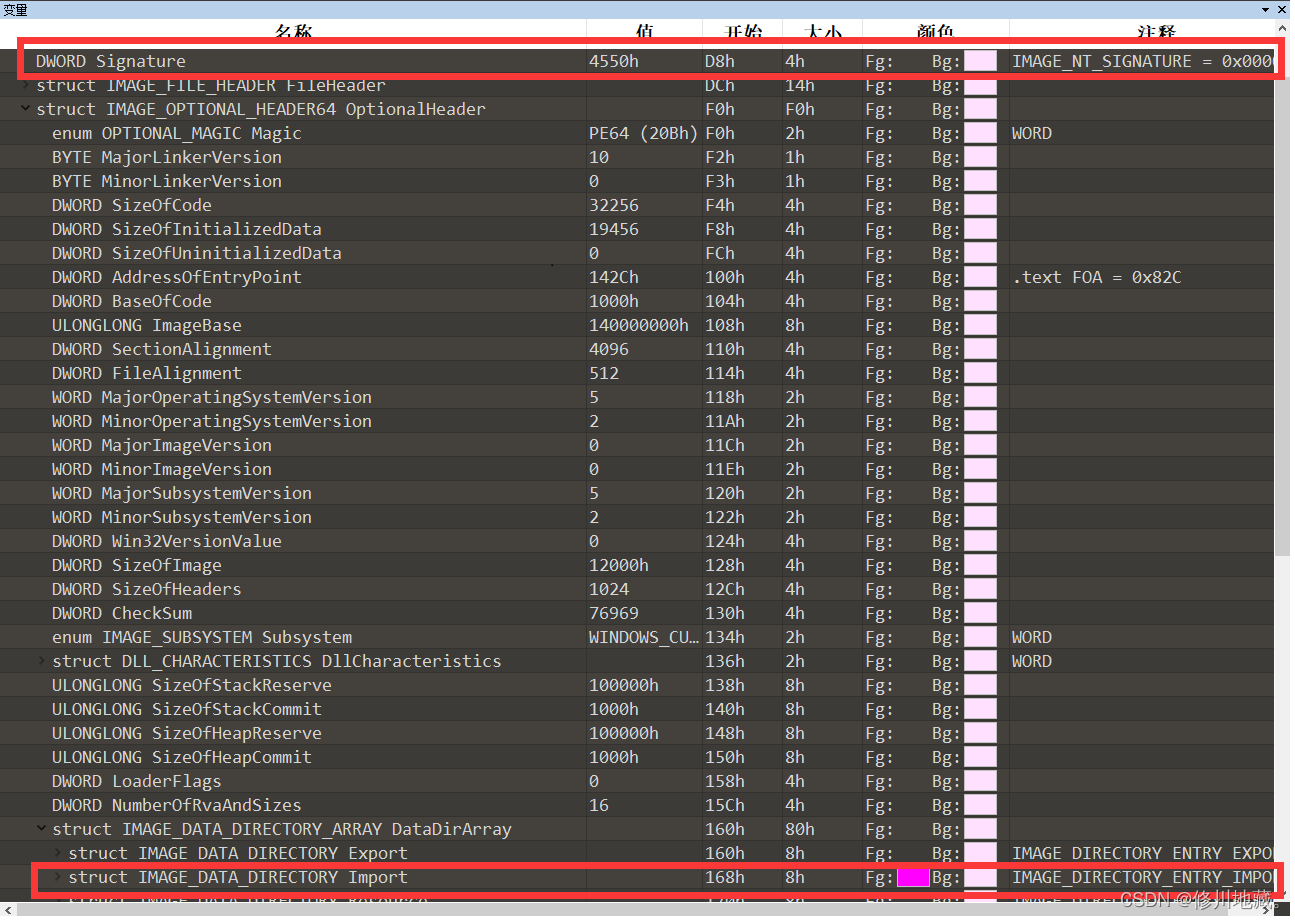 变量
名称 值 开始 大小 颜色 注释
DWORD Signature 4550h D8h 4h Fg: Bg: IMAGE_NT_SIGNATURE = 0x000
struct IMAGE_FILE_HEADER FileHeader DCh 14h Fg: Bg:
struct IMAGE_OPTIONAL_HEADER64 OptionalHeader F0h F0h Fg: Bg:
enum OPTIONAL_MAGIC Magic PE64 (20Bh) F0h 2h Fg: Bg: WORD
BYTE MajorLinkerVersion 10 F2h 1h Fg: Bg:
BYTE MinorLinkerVersion 0 F3h 1h Fg: Bg:
DWORD SizeOfCode 32256 F4h 4h Fg: Bg:
DWORD SizeOfInitializedData 19456 F8h 4h Fg: Bg:
DWORD SizeOfUninitializedData 0 FCh 4h Fg: Bg:
DWORD AddressOfEntryPoint 142Ch 100h 4h Fg: Bg: .text FOA = 0x82C
DWORD BaseOfCode 1000h 104h 4h Fg: Bg:
ULONGLONG ImageBase 140000000h 108h 8h Fg: Bg:
DWORD SectionAlignment 4096 110h 4h Fg: Bg:
DWORD FileAlignment 512 114h 4h Fg: Bg:
WORD MajorOperatingSystemVersion 5 118h 2h Fg: Bg:
WORD MinorOperatingSystemVersion 2 11Ah 2h Fg: Bg:
WORD MajorImageVersion 0 11Ch 2h Fg: Bg:
WORD MinorImageVersion 0 11Eh 2h Fg: Bg:
WORD MajorSubsystemVersion 5 120h 2h Fg: Bg:
WORD MinorSubsystemVersion 2 122h 2h Fg: Bg:
DWORD Win32VersionValue 0 124h 4h Fg: Bg:
DWORD SizeOfImage 12000h 128h 4h Fg: Bg:
DWORD SizeOfHeaders 1024 12Ch 4h Fg: Bg:
DWORD CheckSum 76969 130h 4h Fg: Bg:
enum IMAGE_SUBSYSTEM Subsystem WINDOWS_CU... 134h 2h Fg: Bg: WORD
struct DLL_CHARACTERISTICS DllCharacteristics 136h 2h Fg: Bg: WORD
ULONGLONG SizeOfStackReserve 100000h 138h 8h Fg: Bg:
ULONGLONG SizeOfStackCommit 1000h 140h 8h Fg: Bg:
ULONGLONG SizeOfHeapReserve 100000h 148h 8h Fg: Bg:
ULONGLONG SizeOfHeapCommit 1000h 150h 8h Fg: Bg:
DWORD LoaderFlags 0 158h 4h Fg: Bg:
DWORD NumberOfRvaAndSizes 16 15Ch 4h Fg: Bg:
struct IMAGE_DATA_DIRECTORY_ARRAY DataDirArray 160h 80h Fg: Bg:
struct IMAGE_DATA_DIRECTORY Export 160h 8h Fg: Bg: IMAGE_DIRECTORY_ENTRY_EXPO
struct IMAGE_DATA_DIRECTORY Import 168h 8h Fg: Bg: IMAGE_DIRECTORY_ENTRY_IMPO
CSDN @修川地藏。